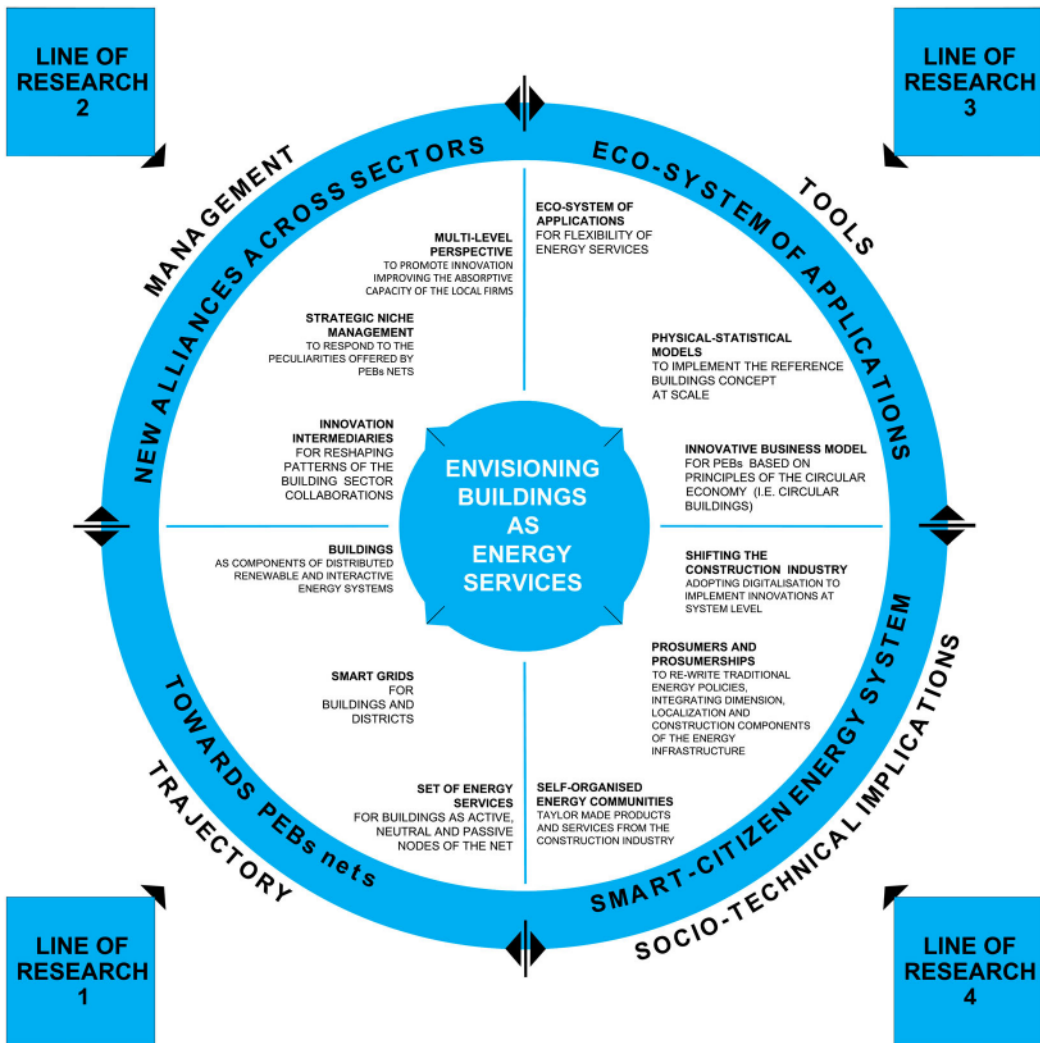 LINE OF
RESEARCH
2
LINE OF
RESEARCH
3
MANAGEMENT
NEW ALLIANCES ACROSS SECTORS
ECO-SYSTEM OF APPLICATIONS
TOOLS
MULTI-LEVEL
PERSPECTIVE
TO PROMOTE INNOVATION
IMPROVING THE ABSORPTIVE
CAPACITY OF THE LOCAL FIRMS
STRATEGIC NICHE
MANAGEMENT
TO RESPOND TO THE
PECULIARITIES OFFERED BY
PEBs NETS
INNOVATION
INTERMEDIARIES
FOR RESHAPING
PATTERNS OF THE
BUILDING SECTOR
COLLABORATIONS
ECO-SYSTEM OF
APPLICATIONS
FOR FLEXIBILITY OF
ENERGY SERVICES
PHYSICAL-STATISTICAL
MODELS
TO IMPLEMENT THE REFERENCE
BUILDINGS CONCEPT
AT SCALE
INNOVATIVE BUSINESS MODEL
FOR PEBs BASED ON
PRINCIPLES OF THE CIRCULAR
ECONOMY (I.E. CIRCULAR
BUILDINGS)
ENVISIONING
BUILDINGS
AS
ENERGY
SERVICES
BUILDINGS
AS COMPONENTS OF DISTRIBUTED
RENEWABLE AND INTERACTIVE
ENERGY SYSTEMS
SMART GRIDS
FOR
BUILDINGS AND
DISTRICTS
SET OF ENERGY
SERVICES
FOR BUILDINGS AS ACTIVE,
NEUTRAL AND PASSIVE
NODES OF THE NET
SHIFTING THE
CONSTRUCTION INDUSTRY
ADOPTING DIGITALISATION TO
IMPLEMENT INNOVATIONS AT
SYSTEM LEVEL
PROSUMERS AND
PROSUMERSHIPS
TO RE-WRITE TRADITIONAL
ENERGY POLICIES,
INTEGRATING DIMENSION,
LOCALIZATION AND
CONSTRUCTION COMPONENTS
OF THE ENERGY
INFRASTRUCTURE
SELF-ORGANISED
ENERGY COMMUNITIES
TAYLOR MADE PRODUCTS
AND SERVICES FROM THE
CONSTRUCTION INDUSTRY
TOWARDS PEBs nets
TRAJECTORY
SMART-CITIZEN ENERGY SYSTEM
SOCIO-TECHNICAL IMPLICATIONS
LINE OF
RESEARCH
1
LINE OF
RESEARCH
4